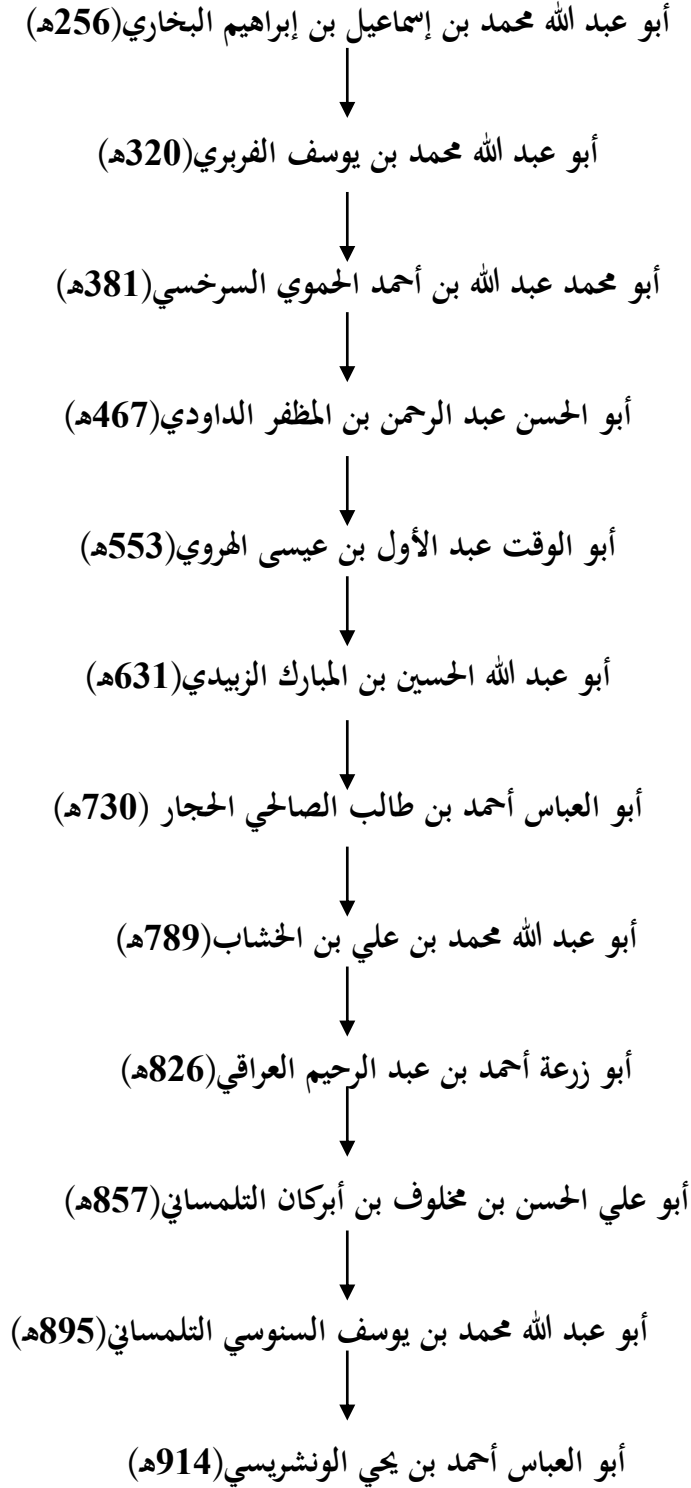 أبو عبد الله محمد بن إسماعيل بن إبراهيم البخاري(256هـ)
أبو عبد الله محمد بن يوسف الفربري(320هـ)
أبو محمد عبد الله بن أحمد الحموي السرخسي(381هـ)
أبو الحسن عبد الرحمن بن المظفر الداودي(467هـ)
أبو الوقت عبد الأول بن عيسى الهروي(553هـ)
أبو عبد الله الحسين بن المبارك الزبيدي(631هـ)
أبو العباس أحمد بن طالب الصالحي الحجار (730هـ)
أبو عبد الله محمد بن علي بن الخشاب(789هـ)
أبو زرعة أحمد بن عبد الرحيم العراقي(826هـ)
أبو علي الحسن بن مخلوف بن أبركان التلمساني(857هـ)
أبو عبد الله محمد بن يوسف السنوسي التلمساني(895هـ)
أبو العباس أحمد بن يحي الونشريسي(914هـ)